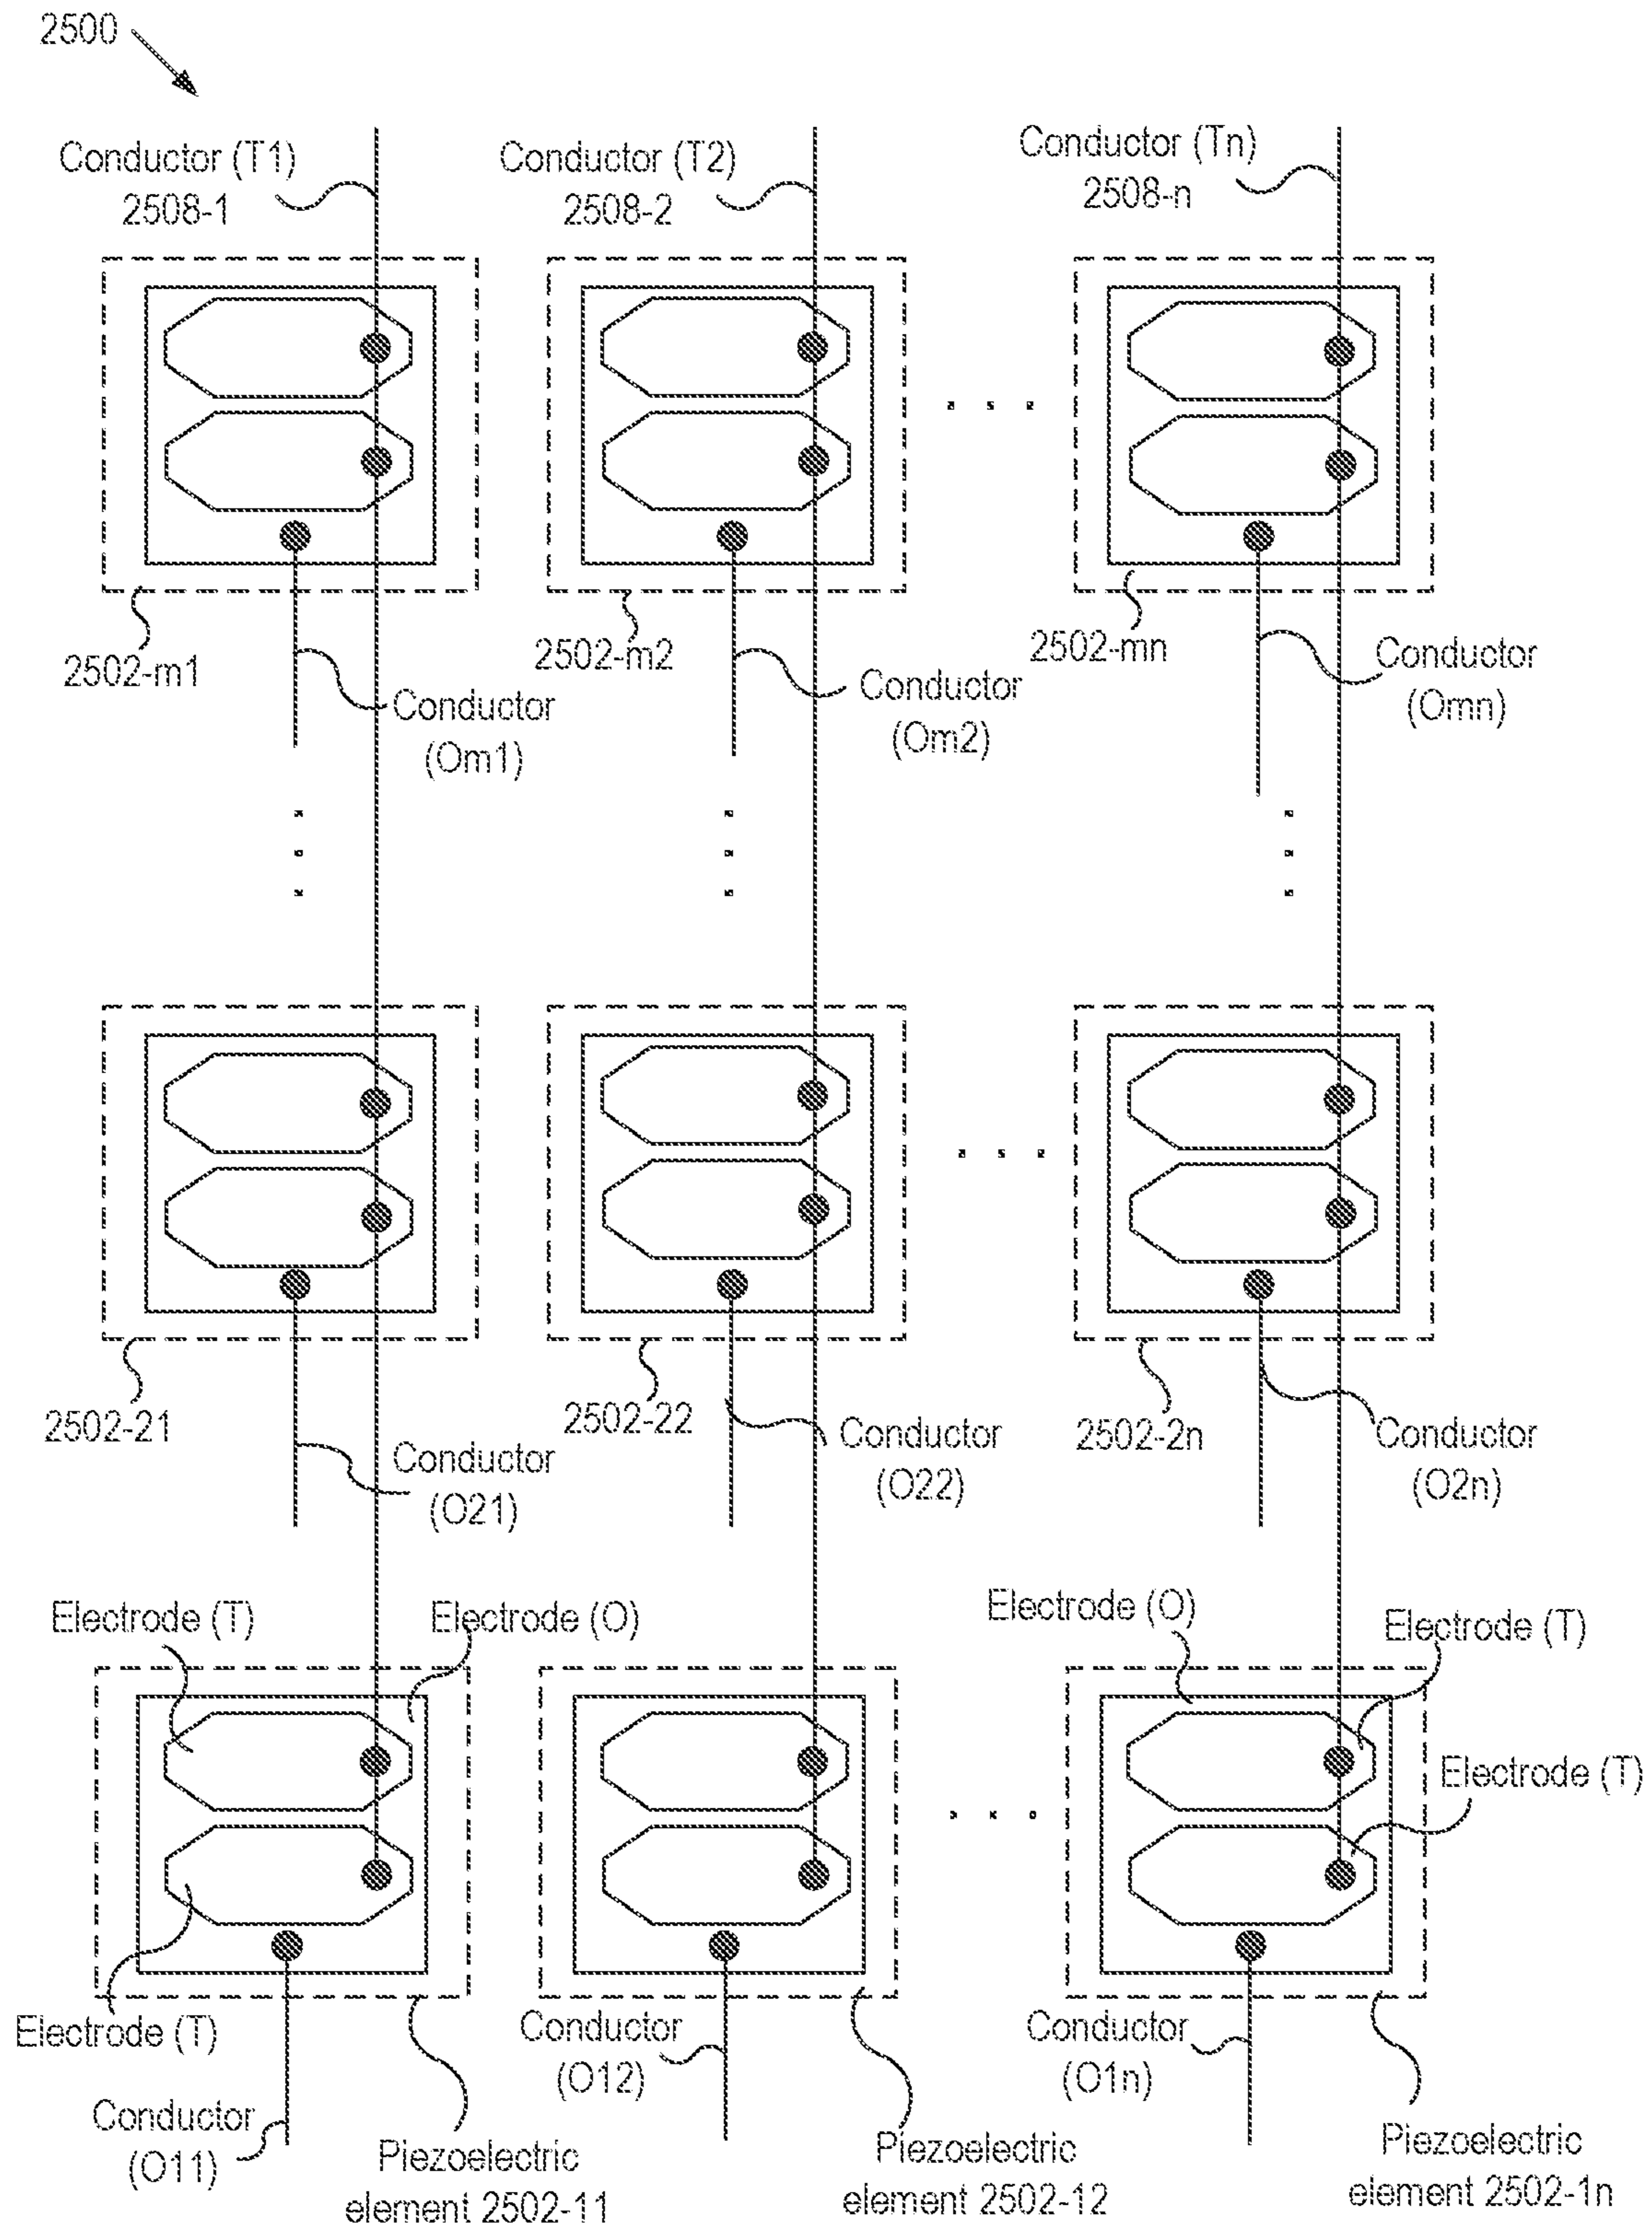 2500
Conductor (T1)
2508-1
Conductor (T2)
2508-2
Conductor (Tn)
2508-n
2502-m1
2502-m2
2502-mn
Conductor
(Om1)
Conductor
(Om2)
Conductor
(Omn)
2502-21
2502-22
2502-2n
Conductor
(O21)
Conductor
(O22)
Conductor
(O2n)
Electrode (T)
Electrode (O)
Electrode (O)
Electrode (T)
Electrode (T)
Electrode (T)
Conductor
(O11)
Conductor
(O12)
Conductor
(O1n)
Piezoelectric
element 2502-11
Piezoelectric
element 2502-12
Piezoelectric
element 2502-1n